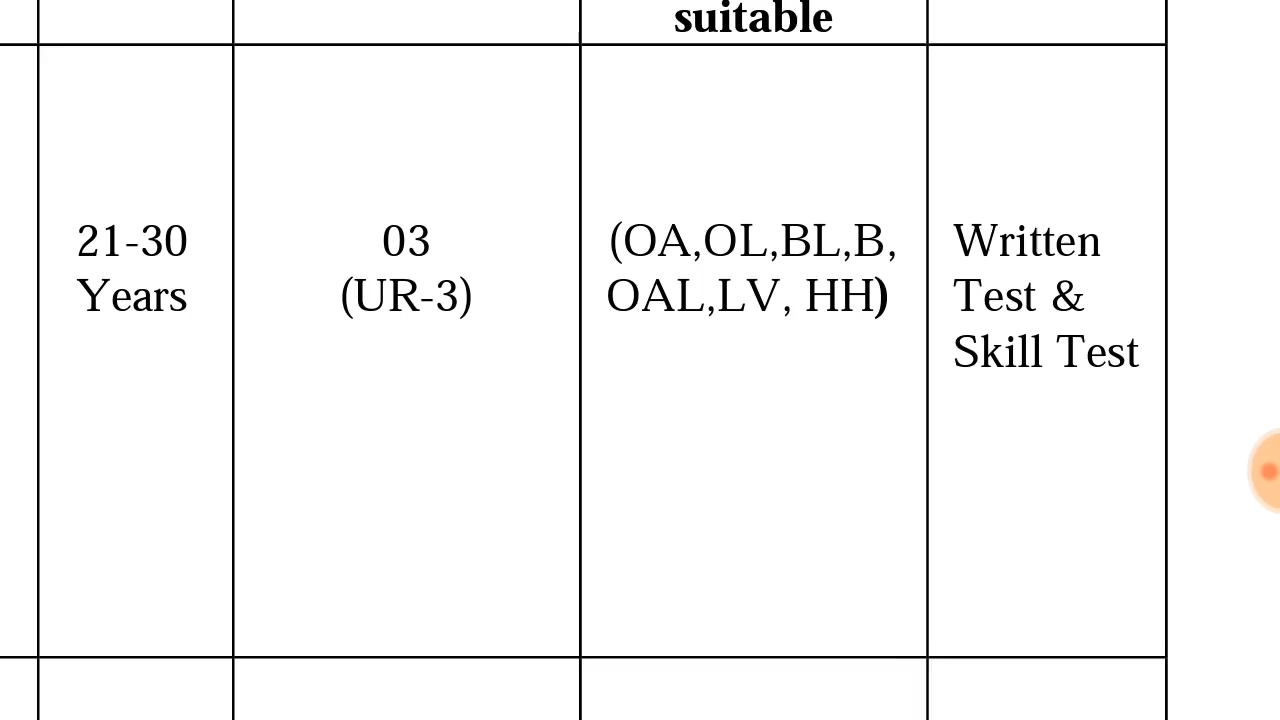 suitable
21-30
Years
03
(UR-3)
(OA,OL,BL,B,
OAL,LV, HH)
Written
Test &
Skill Test